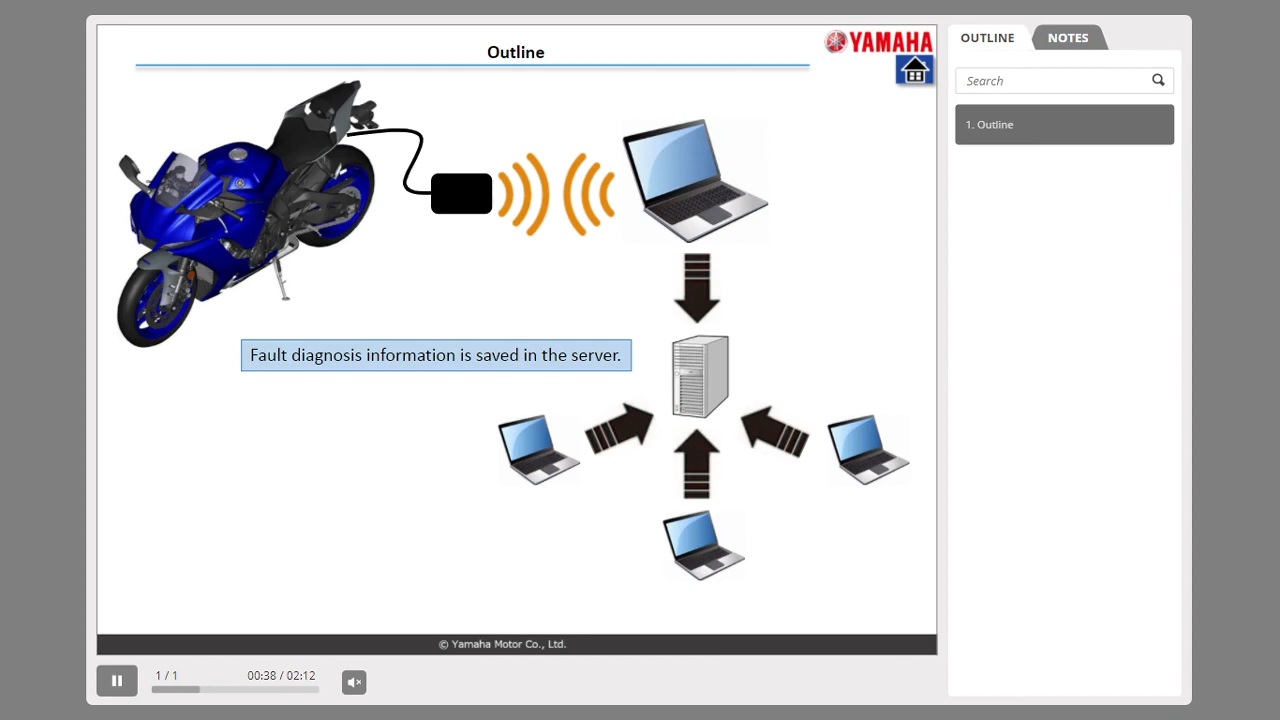 Outline
YAMAHA
Fault diagnosis information is saved in the server.
© Yamaha Motor Co., Ltd.
1 / 1
00:38 / 02:12
OUTLINE
NOTES
Search
1. Outline